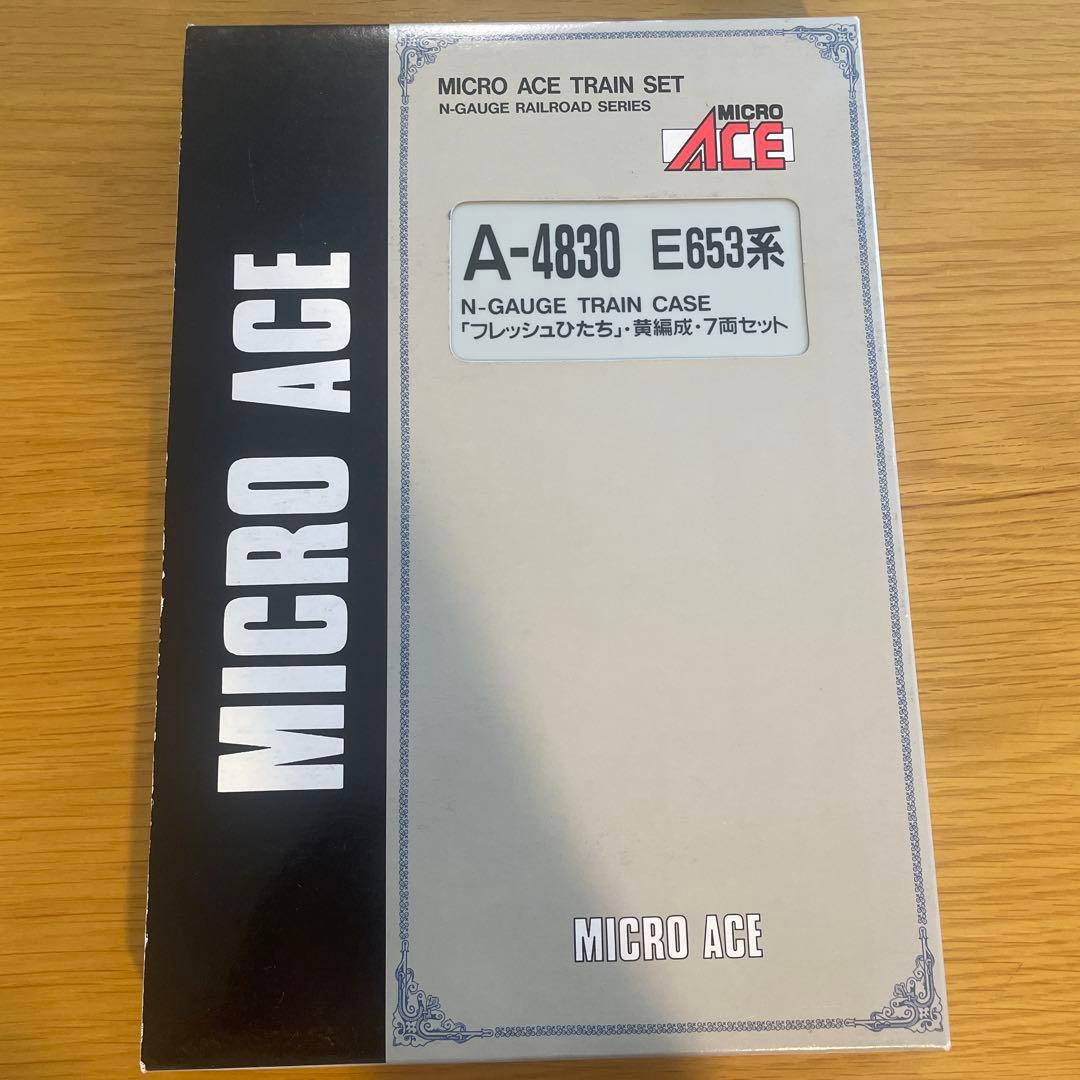 MICRO ACE
MICRO ACE TRAIN SET
N-GAUGE RAILROAD SERIES
MICRO
ACE
A-4830 E653系
N-GAUGE TRAIN CASE
「フレッシュひたち」・黄編成・7両セット
MICRO ACE